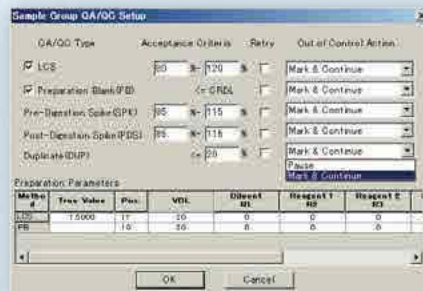 Sample Group QA/QC Setup
QA/QC Type Acceptance Criteria Retry Out of Control Action
LCS 80 %- 120 % Mark & Continue
Preparation Blank(PB) <= CRDL Mark & Continue
Pre-Digestion Spike(SPK) 85 %- 115 % Mark & Continue
Post-Digestion Spike(PDS) 85 %- 115 % Mark & Continue
Duplicate(DUP) <= 20 % Mark & Continue
Pause
Mark & Continue
Preparation Parameters
Metho d True Value Pos. VOL Diluent R1 Reagent 1 R2 Reagent 2 R3
LCS 1.5000 17 20 0 0 0
PB 18 20 0 0 0
OK Cancel